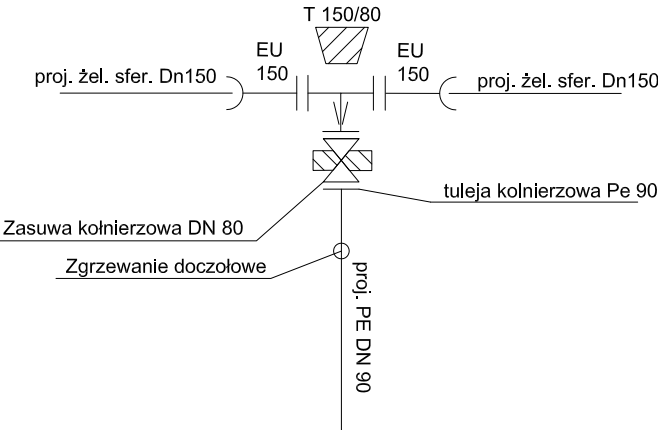 T 150/80
EU
150
EU
150
proj. żel. sfer. Dn150
proj. żel. sfer. Dn150
tuleja kolnierzowa Pe 90
Zasuwa kołnierzowa DN 80
Zgrzewanie doczołowe
proj. PE DN 90